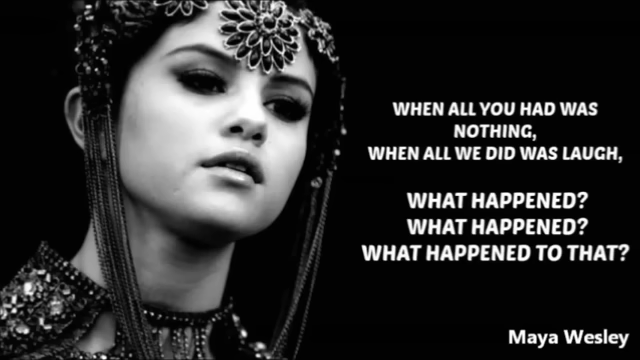 WHEN ALL YOU HAD WAS
NOTHING,
WHEN ALL WE DID WAS LAUGH,
WHAT HAPPENED?
WHAT HAPPENED?
WHAT HAPPENED TO THAT?
Maya Wesley